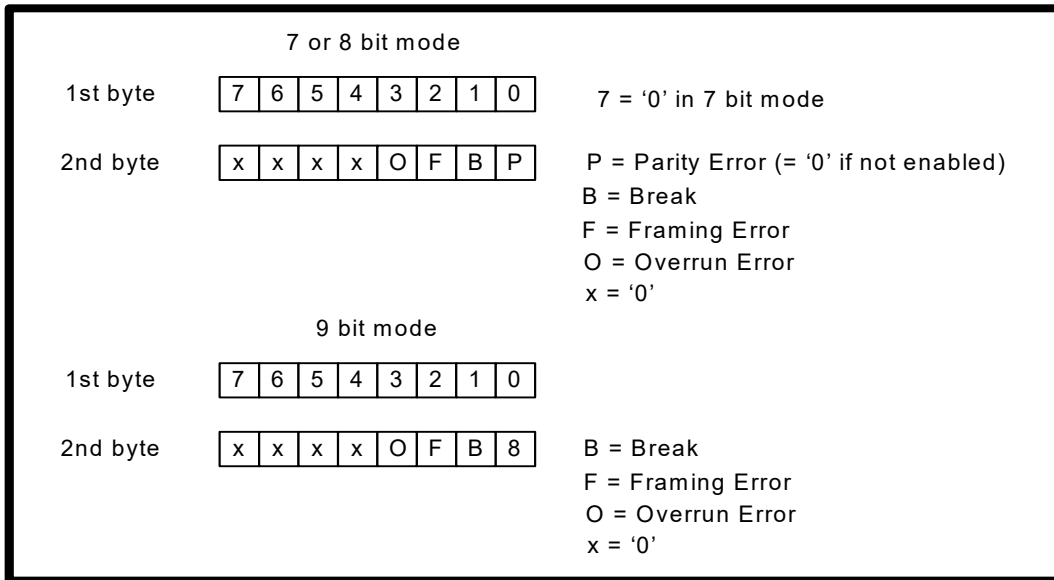 7 or 8 bit mode
1st byte 7 6 5 4 3 2 1 0 7 = ‘0’ in 7 bit mode
2nd byte x x x x O F B P P = Parity Error (= ‘0’ if not enabled)
B = Break
F = Framing Error
O = Overrun Error
x = ‘0’
9 bit mode
1st byte 7 6 5 4 3 2 1 0
2nd byte x x x x O F B 8 B = Break
F = Framing Error
O = Overrun Error
x = ‘0’